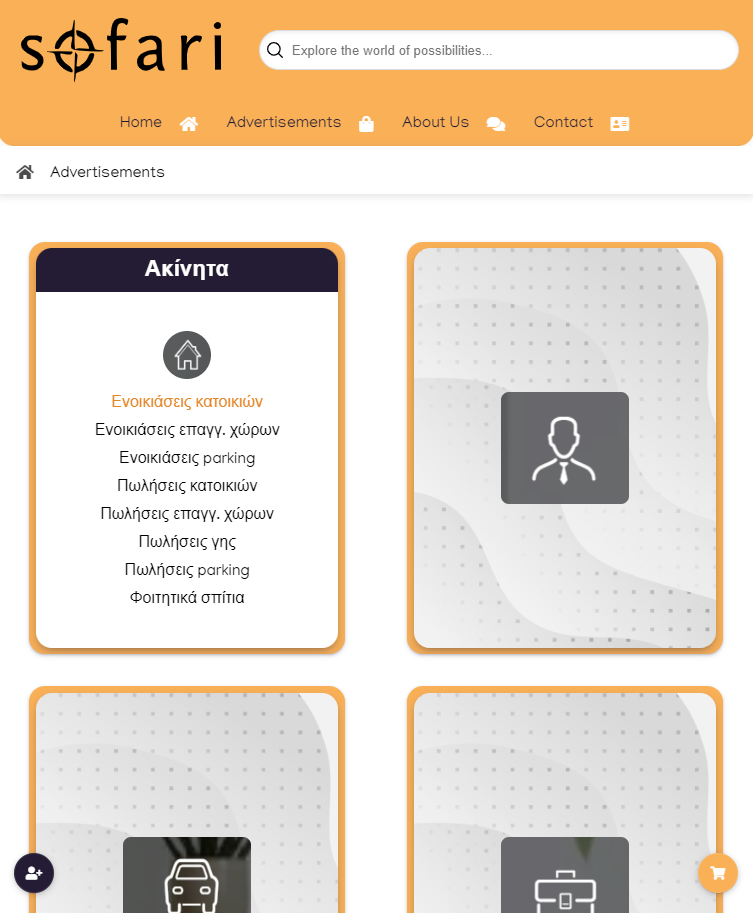 sofari
Explore the world of possibilities...
Home Advertisements About Us Contact
Advertisements
Ακίνητα
Ενοικιάσεις κατοικιών
Ενοικιάσεις επαγγ. χώρων
Ενοικιάσεις parking
Πωλήσεις κατοικιών
Πωλήσεις επαγγ. χώρων
Πωλήσεις γης
Πωλήσεις parking
Φοιτητικά σπίτια